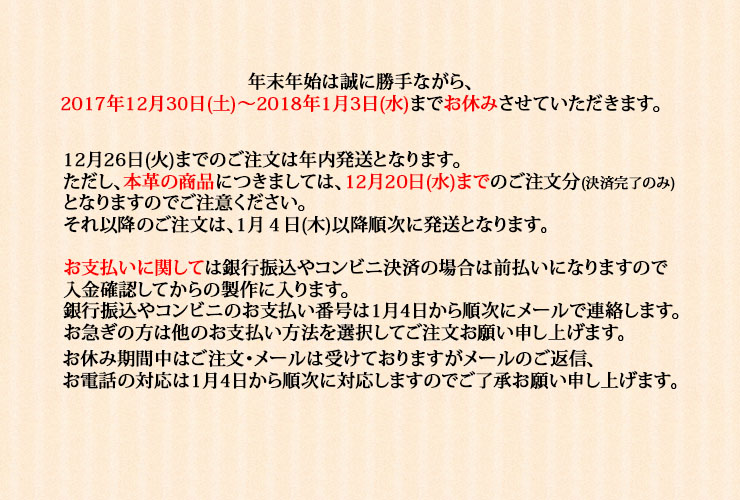 年末年始は誠に勝手ながら、
2017年12月30日(土)～2018年1月3日(水)までお休みさせていただきます。
12月26日(火)までのご注文は年内発送となります。
ただし、本革の商品につきましては、12月20日(水)までのご注文分(決済完了のみ)
となりますのでご注意ください。
それ以降のご注文は、1月４日(木)以降順次に発送となります。
お支払いに関しては銀行振込やコンビニ決済の場合は前払いになりますので
入金確認してからの製作に入ります。
銀行振込やコンビニのお支払い番号は1月4日から順次にメールで連絡します。
お急ぎの方は他のお支払い方法を選択してご注文お願い申し上げます。
お休み期間中はご注文・メールは受けておりますがメールのご返信、
お電話の対応は1月4日から順次に対応しますのでご了承お願い申し上げます。